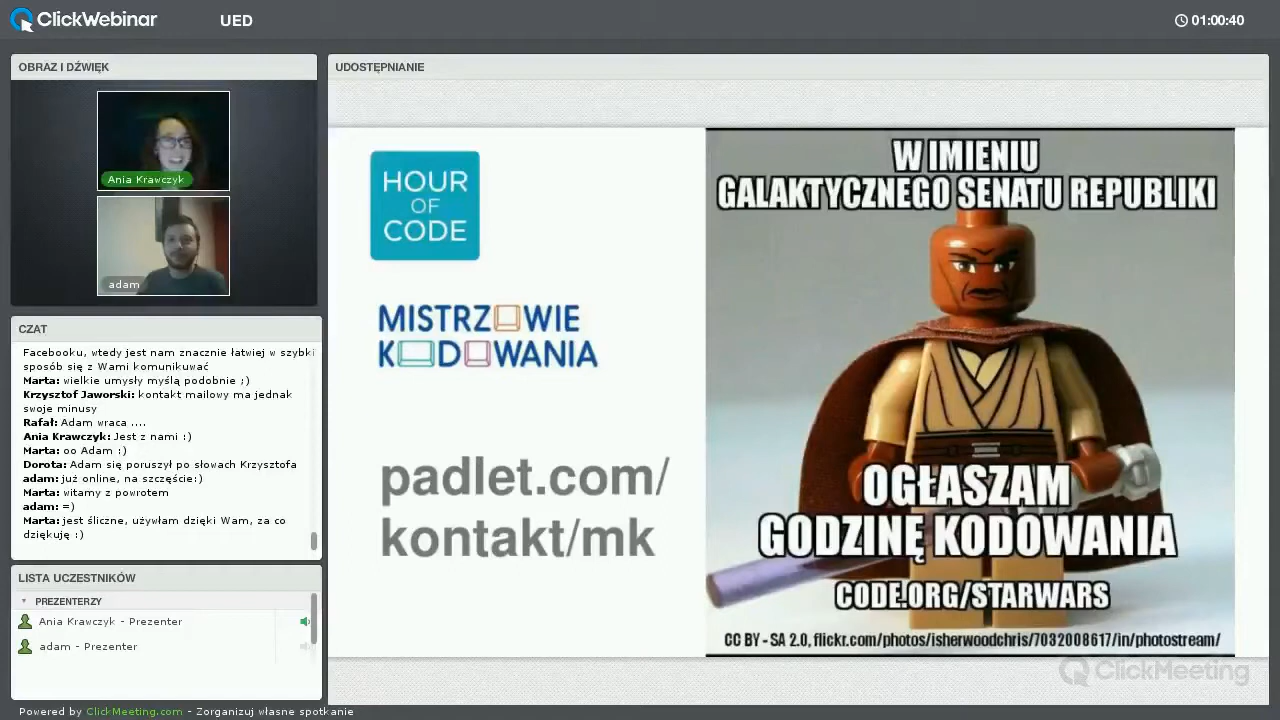 ClickWebinar
UED
01:00:40
OBRAZ I DŹWIĘK
Ania Krawczyk
adam
CZAT
Facebooku, wtedy jest nam znacznie łatwiej w szybki
sposób się z Wami komunikuwać
Marta: wielkie umysły myślą podobnie ;)
Krzysztof Jaworski: kontakt mailowy ma jednak
swoje minusy
Rafał: Adam wraca ....
Ania Krawczyk: Jest z nami :)
Marta: oo Adam :)
Dorota: Adam się poruszył po słowach Krzysztofa
adam: już online, na szczęście:)
Marta: witamy z powrotem
adam: =)
Marta: jest śliczne, używłam dzięki Wam, za co
dziękuję :)
LISTA UCZESTNIKÓW
PREZENTERZY
Ania Krawczyk - Prezenter
adam - Prezenter
Powered by ClickMeeting.com - Zorganizuj własne spotkanie
UDOSTĘPNIANIE
HOUR
OF
CODE
MISTRZOWIE
KODOWANIA
padlet.com/
kontakt/mk
W IMIENIU
GALAKTYCZNEGO SENATU REPUBLIKI
OGŁASZAM
GODZINĘ KODOWANIA
CODE.ORG/STARWARS
CC BY - SA 2.0, flickr.com/photos/isherwoodchris/7032008617/in/photostream/
ClickMeeting